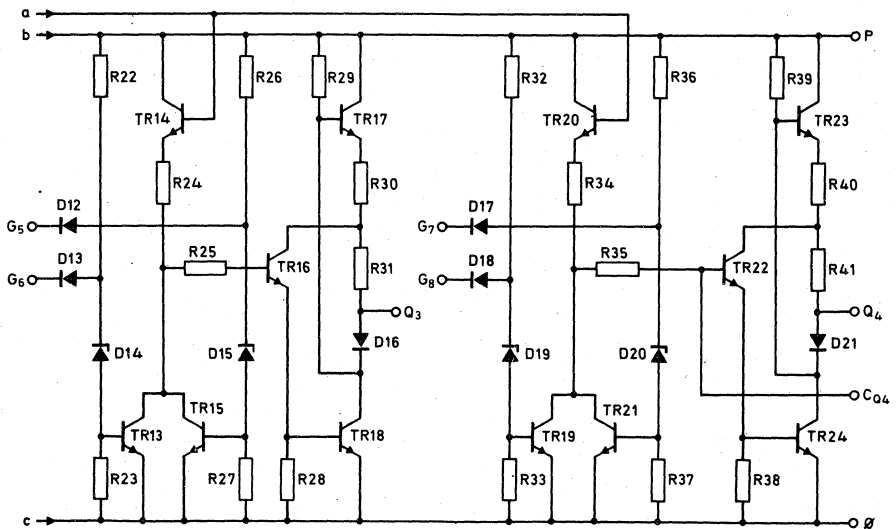 a
b P
R22 R26 R29 R32 R36 R39
TR14 TR17 TR20 TR23
R24 R30 R34 R40
D12 D17
G5 G7
R25 R35
D13 TR16 R31 D18 TR22 R41
G6 G8
Q3 Q4
D14 D15 D16 D19 D20 D21
CQ4
TR15 TR21
TR13 TR18 TR19 TR24
R23 R27 R28 R33 R37 R38
c Ø